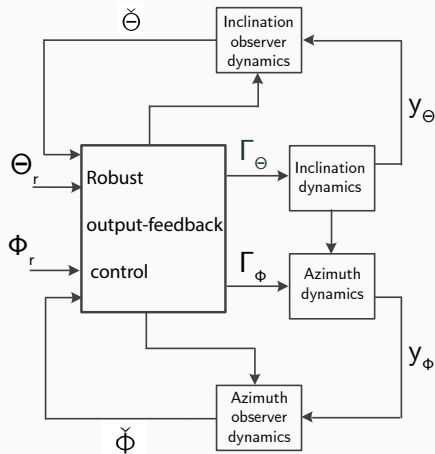 Θ̌
Inclination
observer
dynamics
y_Θ
Θ_r
Robust
output-feedback
control
Γ_Θ
Inclination
dynamics
Φ_r
Γ_Φ
Azimuth
dynamics
y_Φ
Φ̌
Azimuth
observer
dynamics